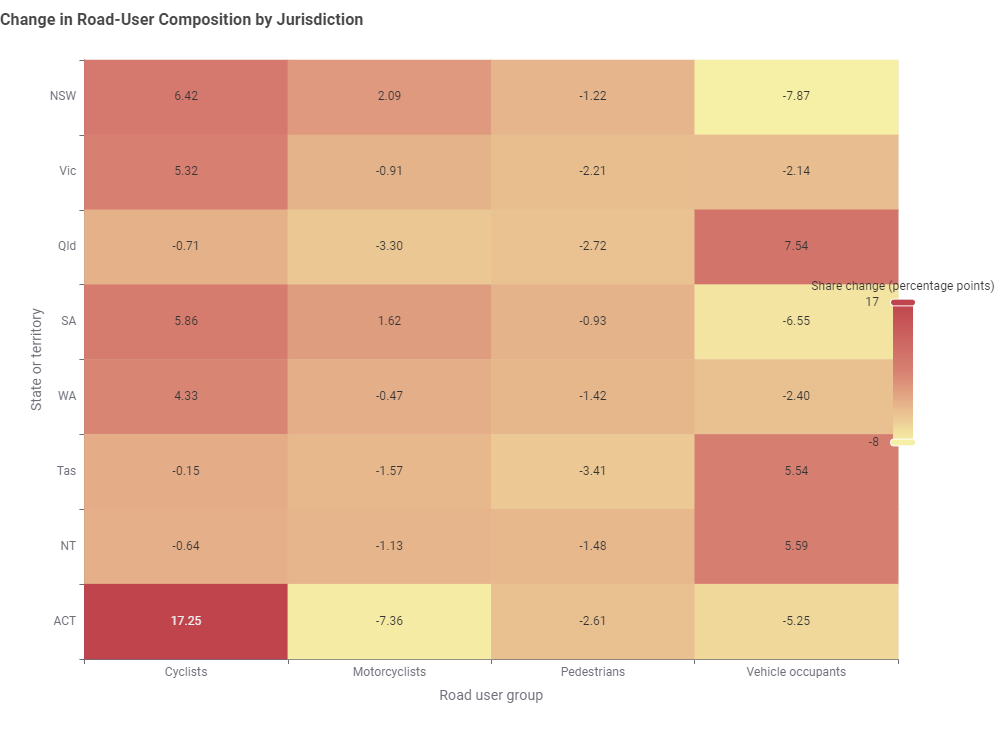 Change in Road-User Composition by Jurisdiction
NSW 6.42 2.09 -1.22 -7.87
Vic 5.32 -0.91 -2.21 -2.14
Qld -0.71 -3.30 -2.72 7.54
Share change (percentage points)
17
SA 5.86 1.62 -0.93 -6.55
State or territory
WA 4.33 -0.47 -1.42 -2.40
-8
Tas -0.15 -1.57 -3.41 5.54
NT -0.64 -1.13 -1.48 5.59
ACT 17.25 -7.36 -2.61 -5.25
Cyclists Motorcyclists Pedestrians Vehicle occupants
Road user group